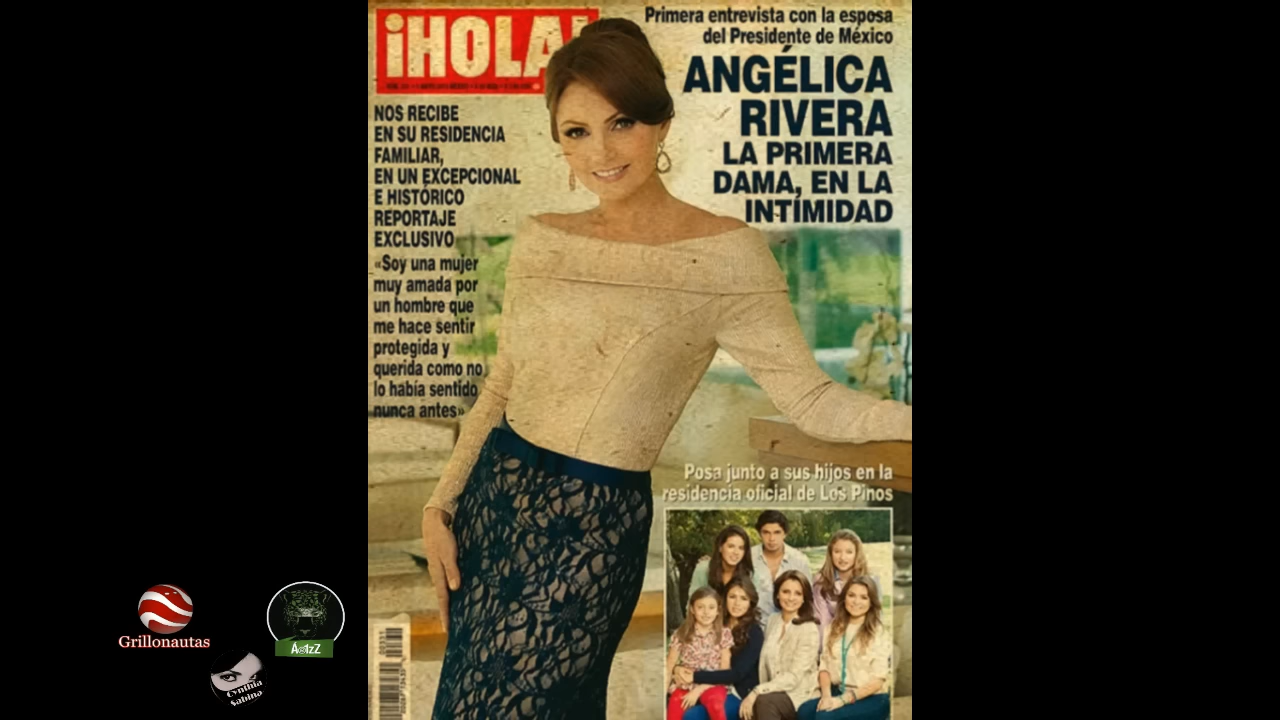 ¡HOLA!
Primera entrevista con la esposa
del Presidente de México
ANGÉLICA
RIVERA
LA PRIMERA
DAMA, EN LA
INTIMIDAD
NOS RECIBE
EN SU RESIDENCIA
FAMILIAR,
EN UN EXCEPCIONAL
E HISTÓRICO
REPORTAJE
EXCLUSIVO
«Soy una mujer
muy amada por
un hombre que
me hace sentir
protegida y
querida como no
lo había sentido
nunca antes»
Posa junto a sus hijos en la
residencia oficial de Los Pinos
Grillonautas
Cynthia
Sabina